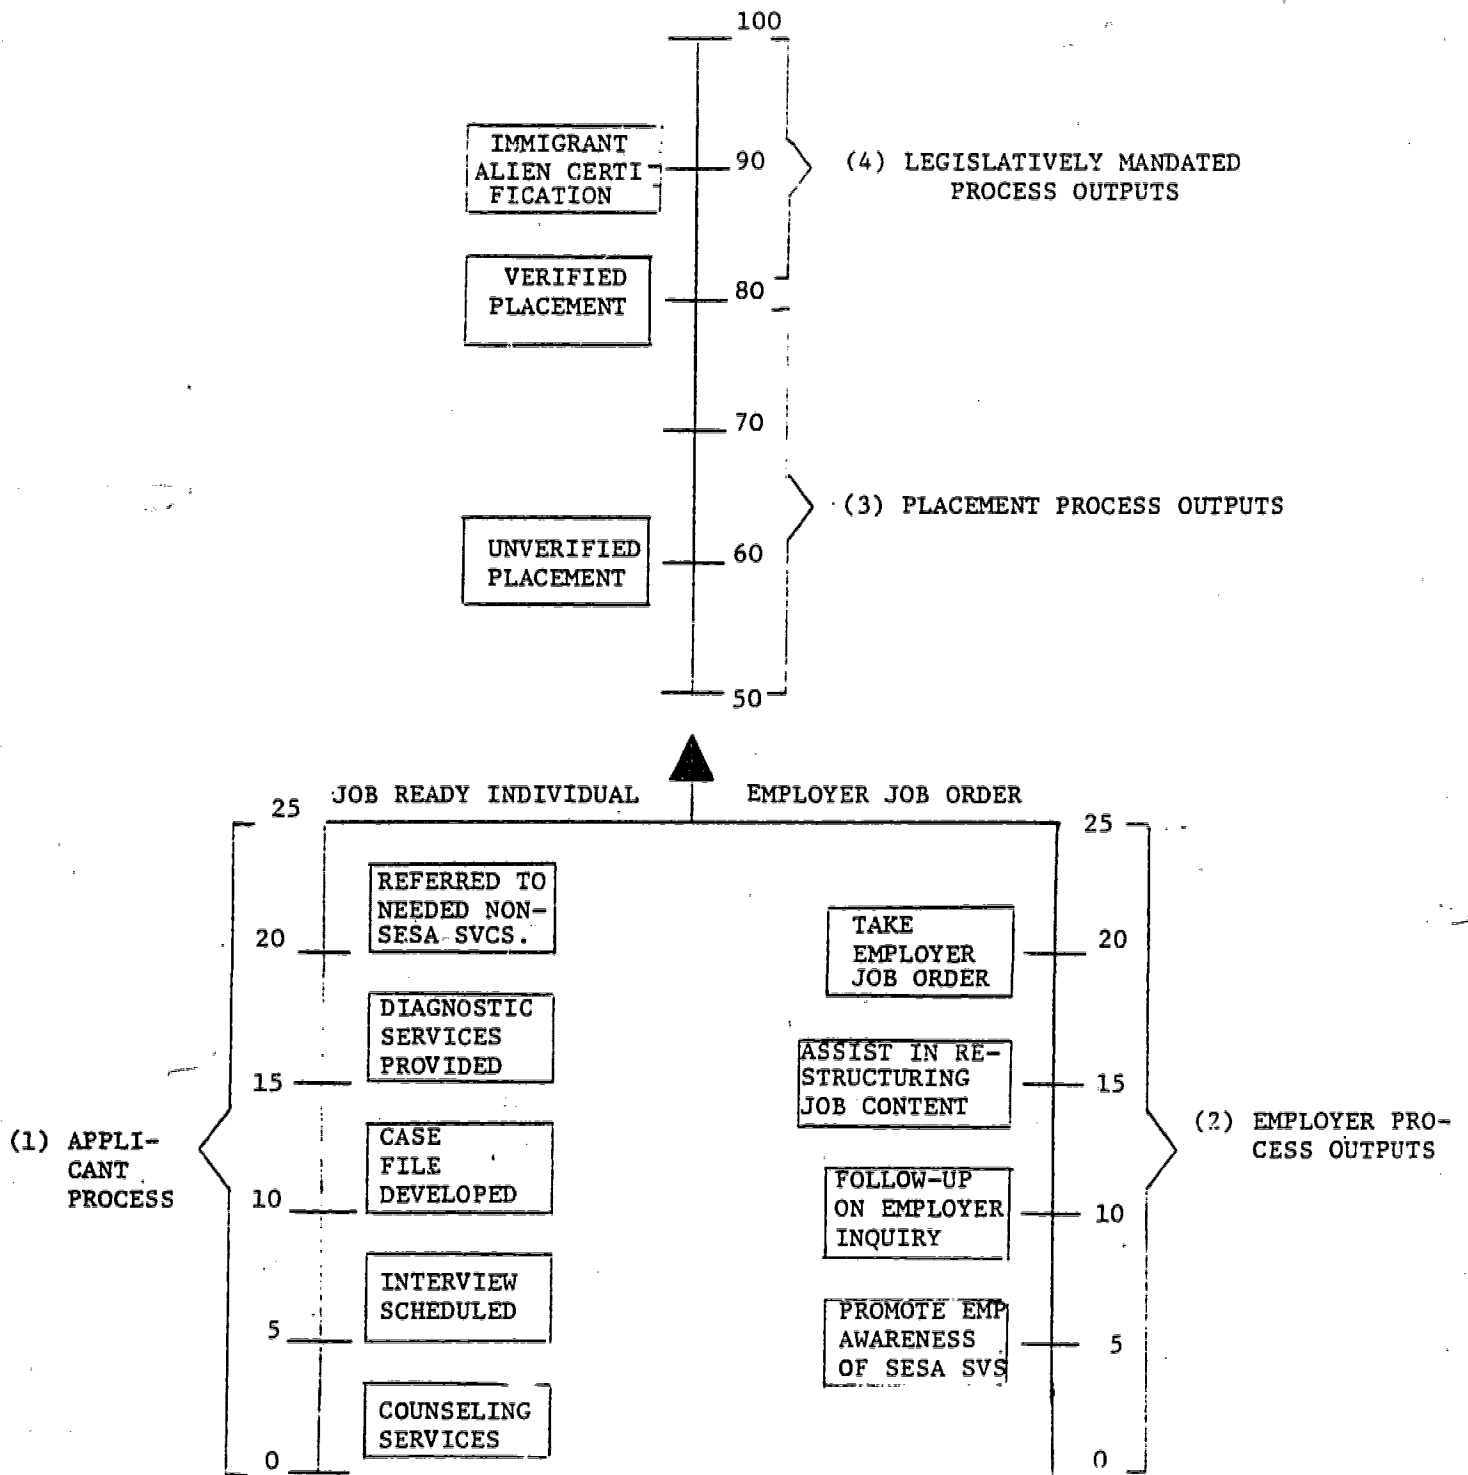 100
IMMIGRANT
ALIEN CERTI-
FICATION
90
(4) LEGISLATIVELY MANDATED
PROCESS OUTPUTS
VERIFIED
PLACEMENT
80
70
(3) PLACEMENT PROCESS OUTPUTS
UNVERIFIED
PLACEMENT
60
50
JOB READY INDIVIDUAL
EMPLOYER JOB ORDER
25
REFERRED TO
NEEDED NON-
SESA SVCS.
20
DIAGNOSTIC
SERVICES
PROVIDED
15
(1) APPLI-
CANT
PROCESS
CASE
FILE
DEVELOPED
10
INTERVIEW
SCHEDULED
5
COUNSELING
SERVICES
0
25
TAKE
EMPLOYER
JOB ORDER
20
ASSIST IN RE-
STRUCTURING
JOB CONTENT
15
(2) EMPLOYER PRO-
CESS OUTPUTS
FOLLOW-UP
ON EMPLOYER
INQUIRY
10
PROMOTE EMP
AWARENESS
OF SESA SVS
5
0